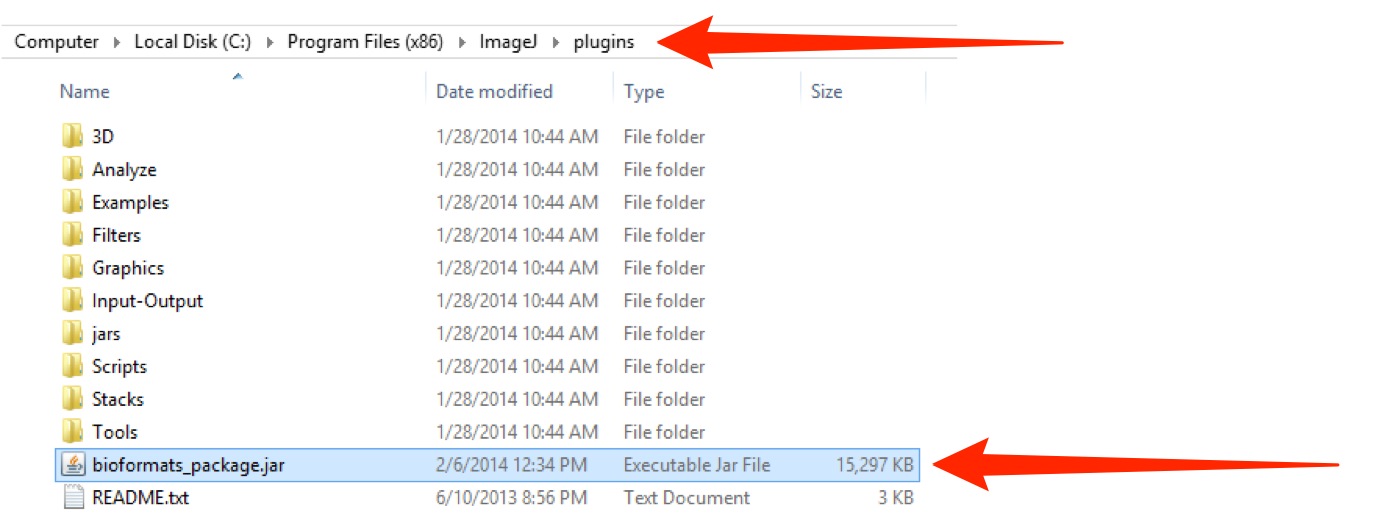 Computer Local Disk (C:) Program Files (x86) ImageJ plugins
Name Date modified Type Size
3D 1/28/2014 10:44 AM File folder
Analyze 1/28/2014 10:44 AM File folder
Examples 1/28/2014 10:44 AM File folder
Filters 1/28/2014 10:44 AM File folder
Graphics 1/28/2014 10:44 AM File folder
Input-Output 1/28/2014 10:44 AM File folder
jars 1/28/2014 10:44 AM File folder
Scripts 1/28/2014 10:44 AM File folder
Stacks 1/28/2014 10:44 AM File folder
Tools 1/28/2014 10:44 AM File folder
bioformats_package.jar 2/6/2014 12:34 PM Executable Jar File 15,297 KB
README.txt 6/10/2013 8:56 PM Text Document 3 KB